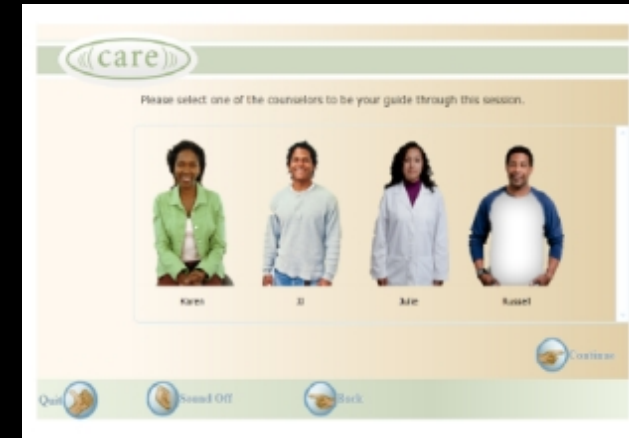 ((care))
Please select one of the counselors to be your guide through this session.
Karen JJ Julie Russell
Continue
Quit Sound Off Back